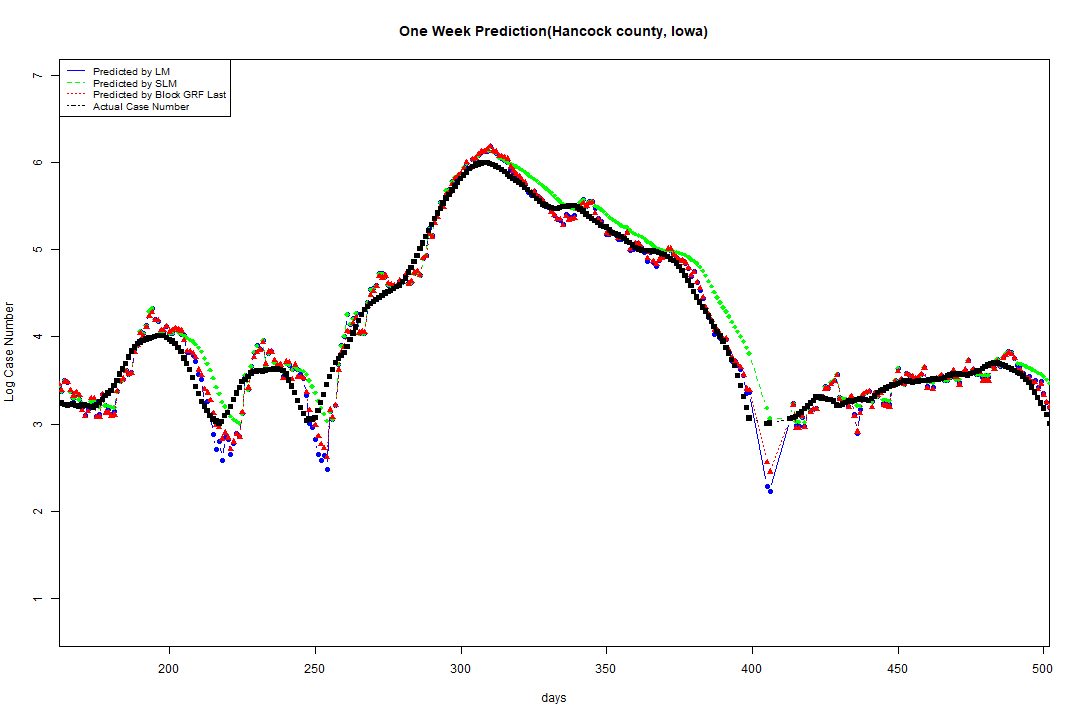 One Week Prediction(Hancock county, Iowa)
Predicted by LM
Predicted by SLM
Predicted by Block GRF Last
Actual Case Number
7
6
5
4
3
2
1
Log Case Number
200 250 300 350 400 450 500
days